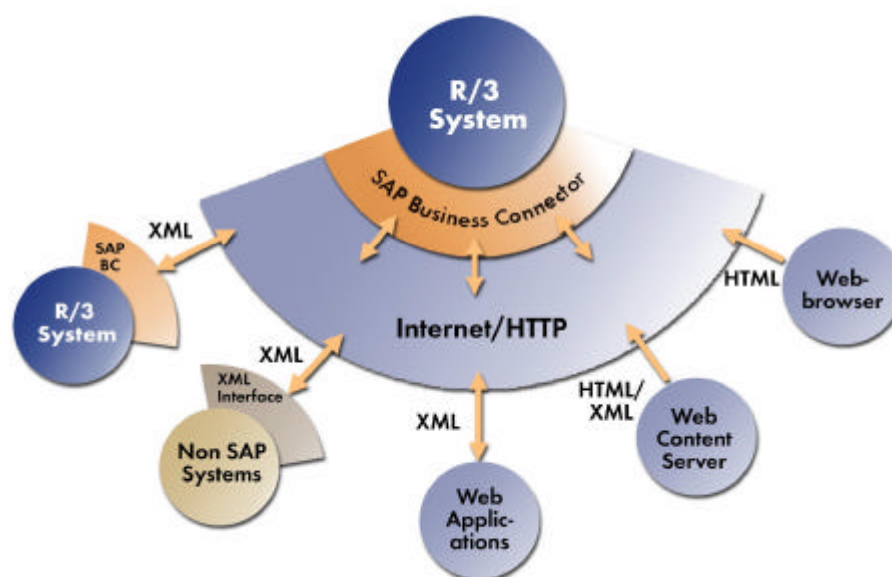 R/3
System
SAP Business Connector
XML
SAP
BC
R/3
System
Internet/HTTP
HTML
Web-
browser
XML
XML
Interface
Non SAP
Systems
XML
Web
Applic-
ations
HTML/
XML
Web
Content
Server